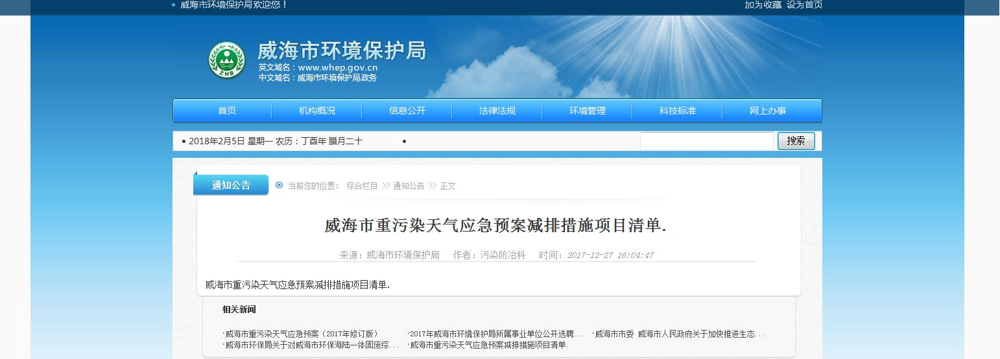 威海市环境保护局欢迎您！ 加为收藏 设为首页
威海市环境保护局
英文域名：www.whep.gov.cn
中文域名：威海市环境保护局.政务
ZHB
首页 机构概况 信息公开 法律法规 环境管理 科技标准 网上办事
2018年2月5日 星期一 农历：丁酉年 腊月二十 搜索
通知公告 当前您的位置： 综合栏目 >> 通知公告 >> 正文
威海市重污染天气应急预案减排措施项目清单.
来源：威海市环境保护局 作者：污染防治科 时间：2017-12-27 16:04:47
威海市重污染天气应急预案减排措施项目清单.
相关新闻
·威海市重污染天气应急预案（2017年修订版） ·2017年威海市环境保护局所属事业单位公开选聘... ·威海市市委 威海市人民政府关于加快推进生态...
·威海市环保局关于对威海市环保海陆一体固废综... ·威海市重污染天气应急预案减排措施项目清单.